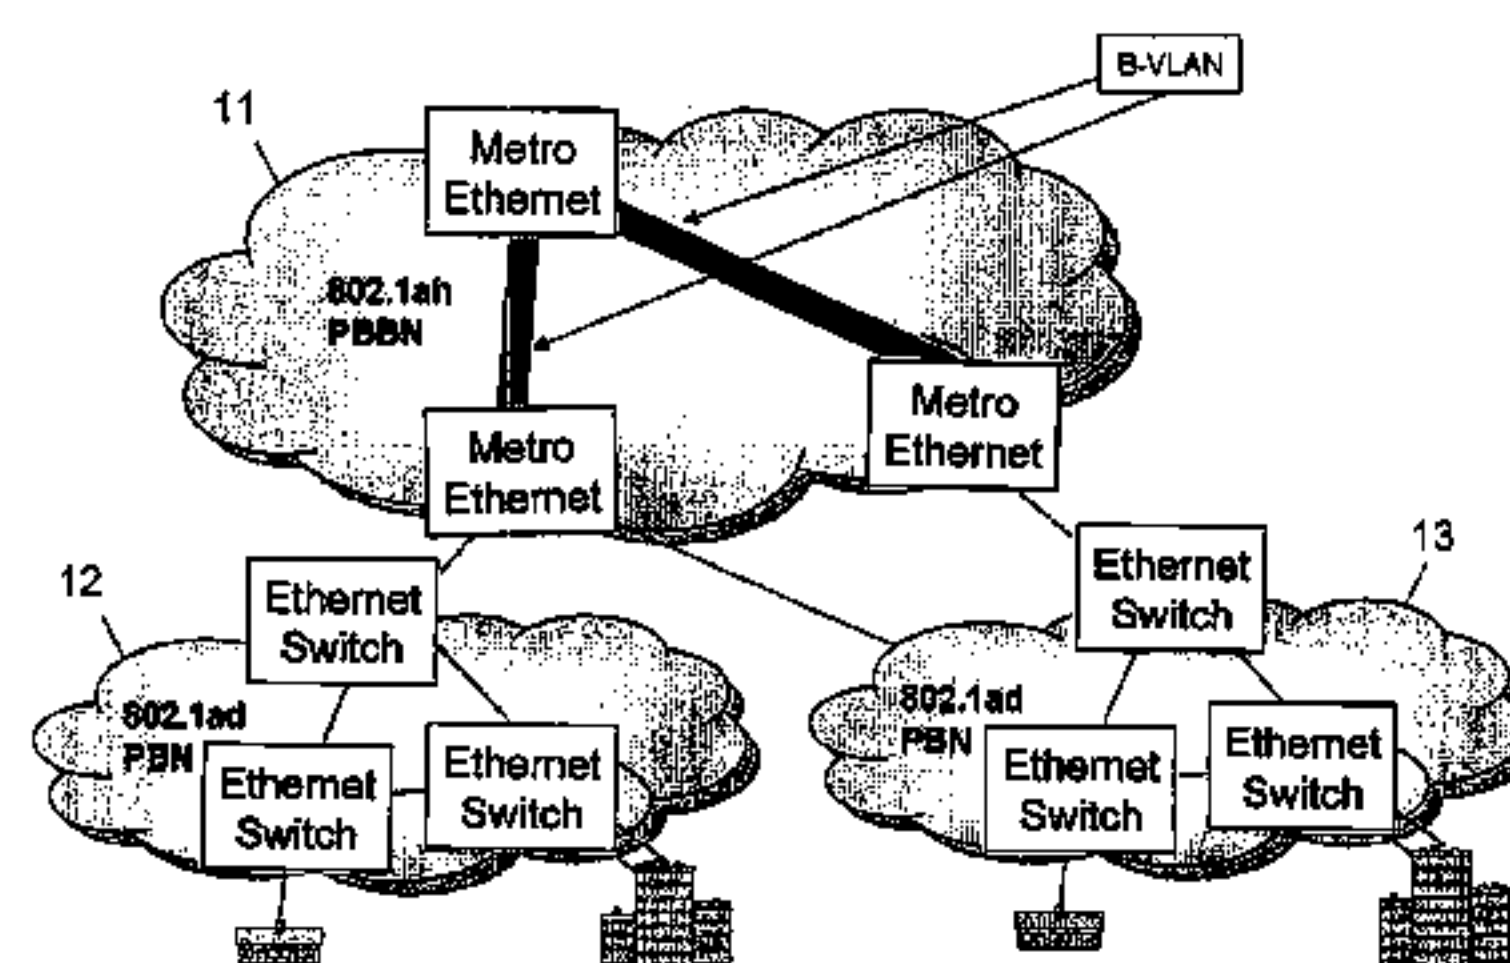 B-VLAN
11
Metro
Ethernet
802.1ah
PBBN
Metro
Ethernet
Metro
Ethernet
12
Ethernet
Switch
Ethernet
Switch
13
802.1ad
PBN
Ethernet
Switch
Ethernet
Switch
802.1ad
PBN
Ethernet
Switch
Ethernet
Switch